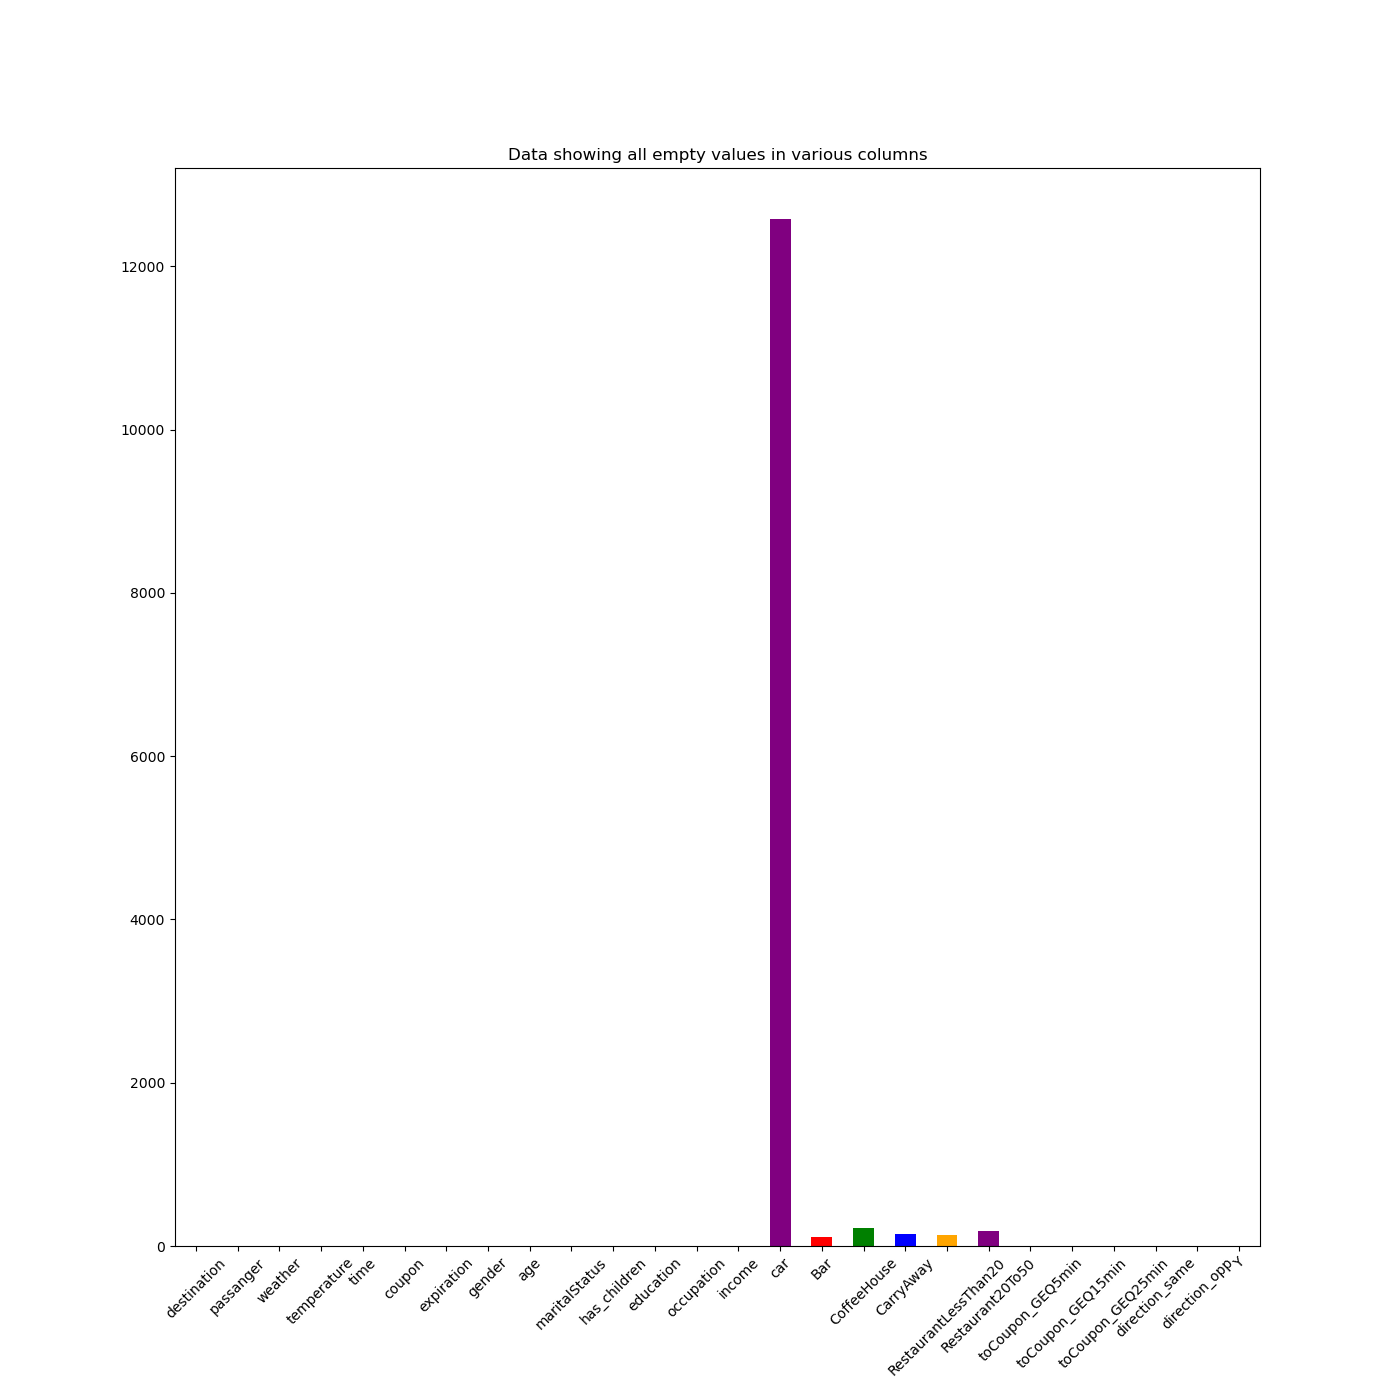 Data showing all empty values in various columns
12000
10000
8000
6000
4000
2000
0
destination
passanger
weather
temperature
time
coupon
expiration
gender
age
maritalStatus
has_children
education
occupation
income
car
Bar
CoffeeHouse
CarryAway
RestaurantLessThan20
Restaurant20To50
toCoupon_GEQ5min
toCoupon_GEQ15min
toCoupon_GEQ25min
direction_same
direction_opp
Y